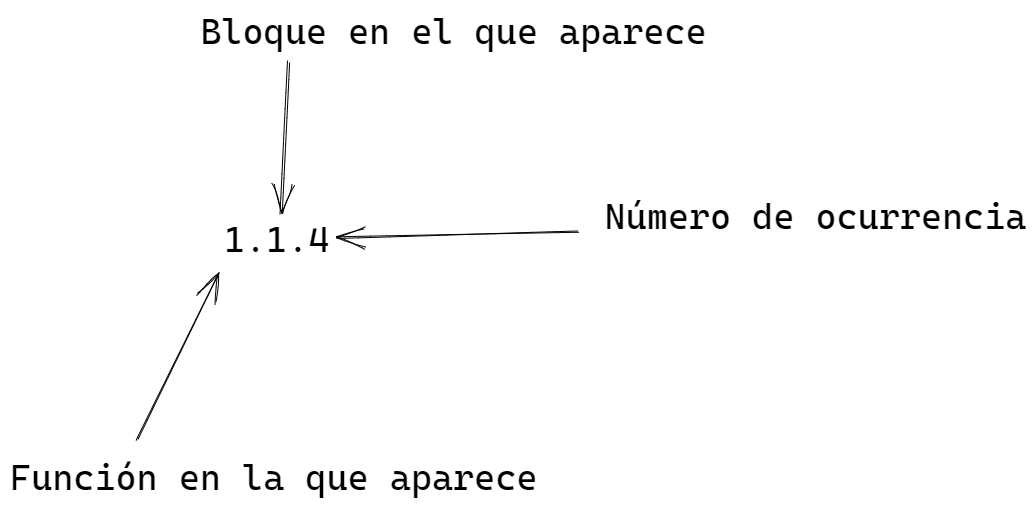 Bloque en el que aparece
Número de ocurrencia
1.1.4
Función en la que aparece